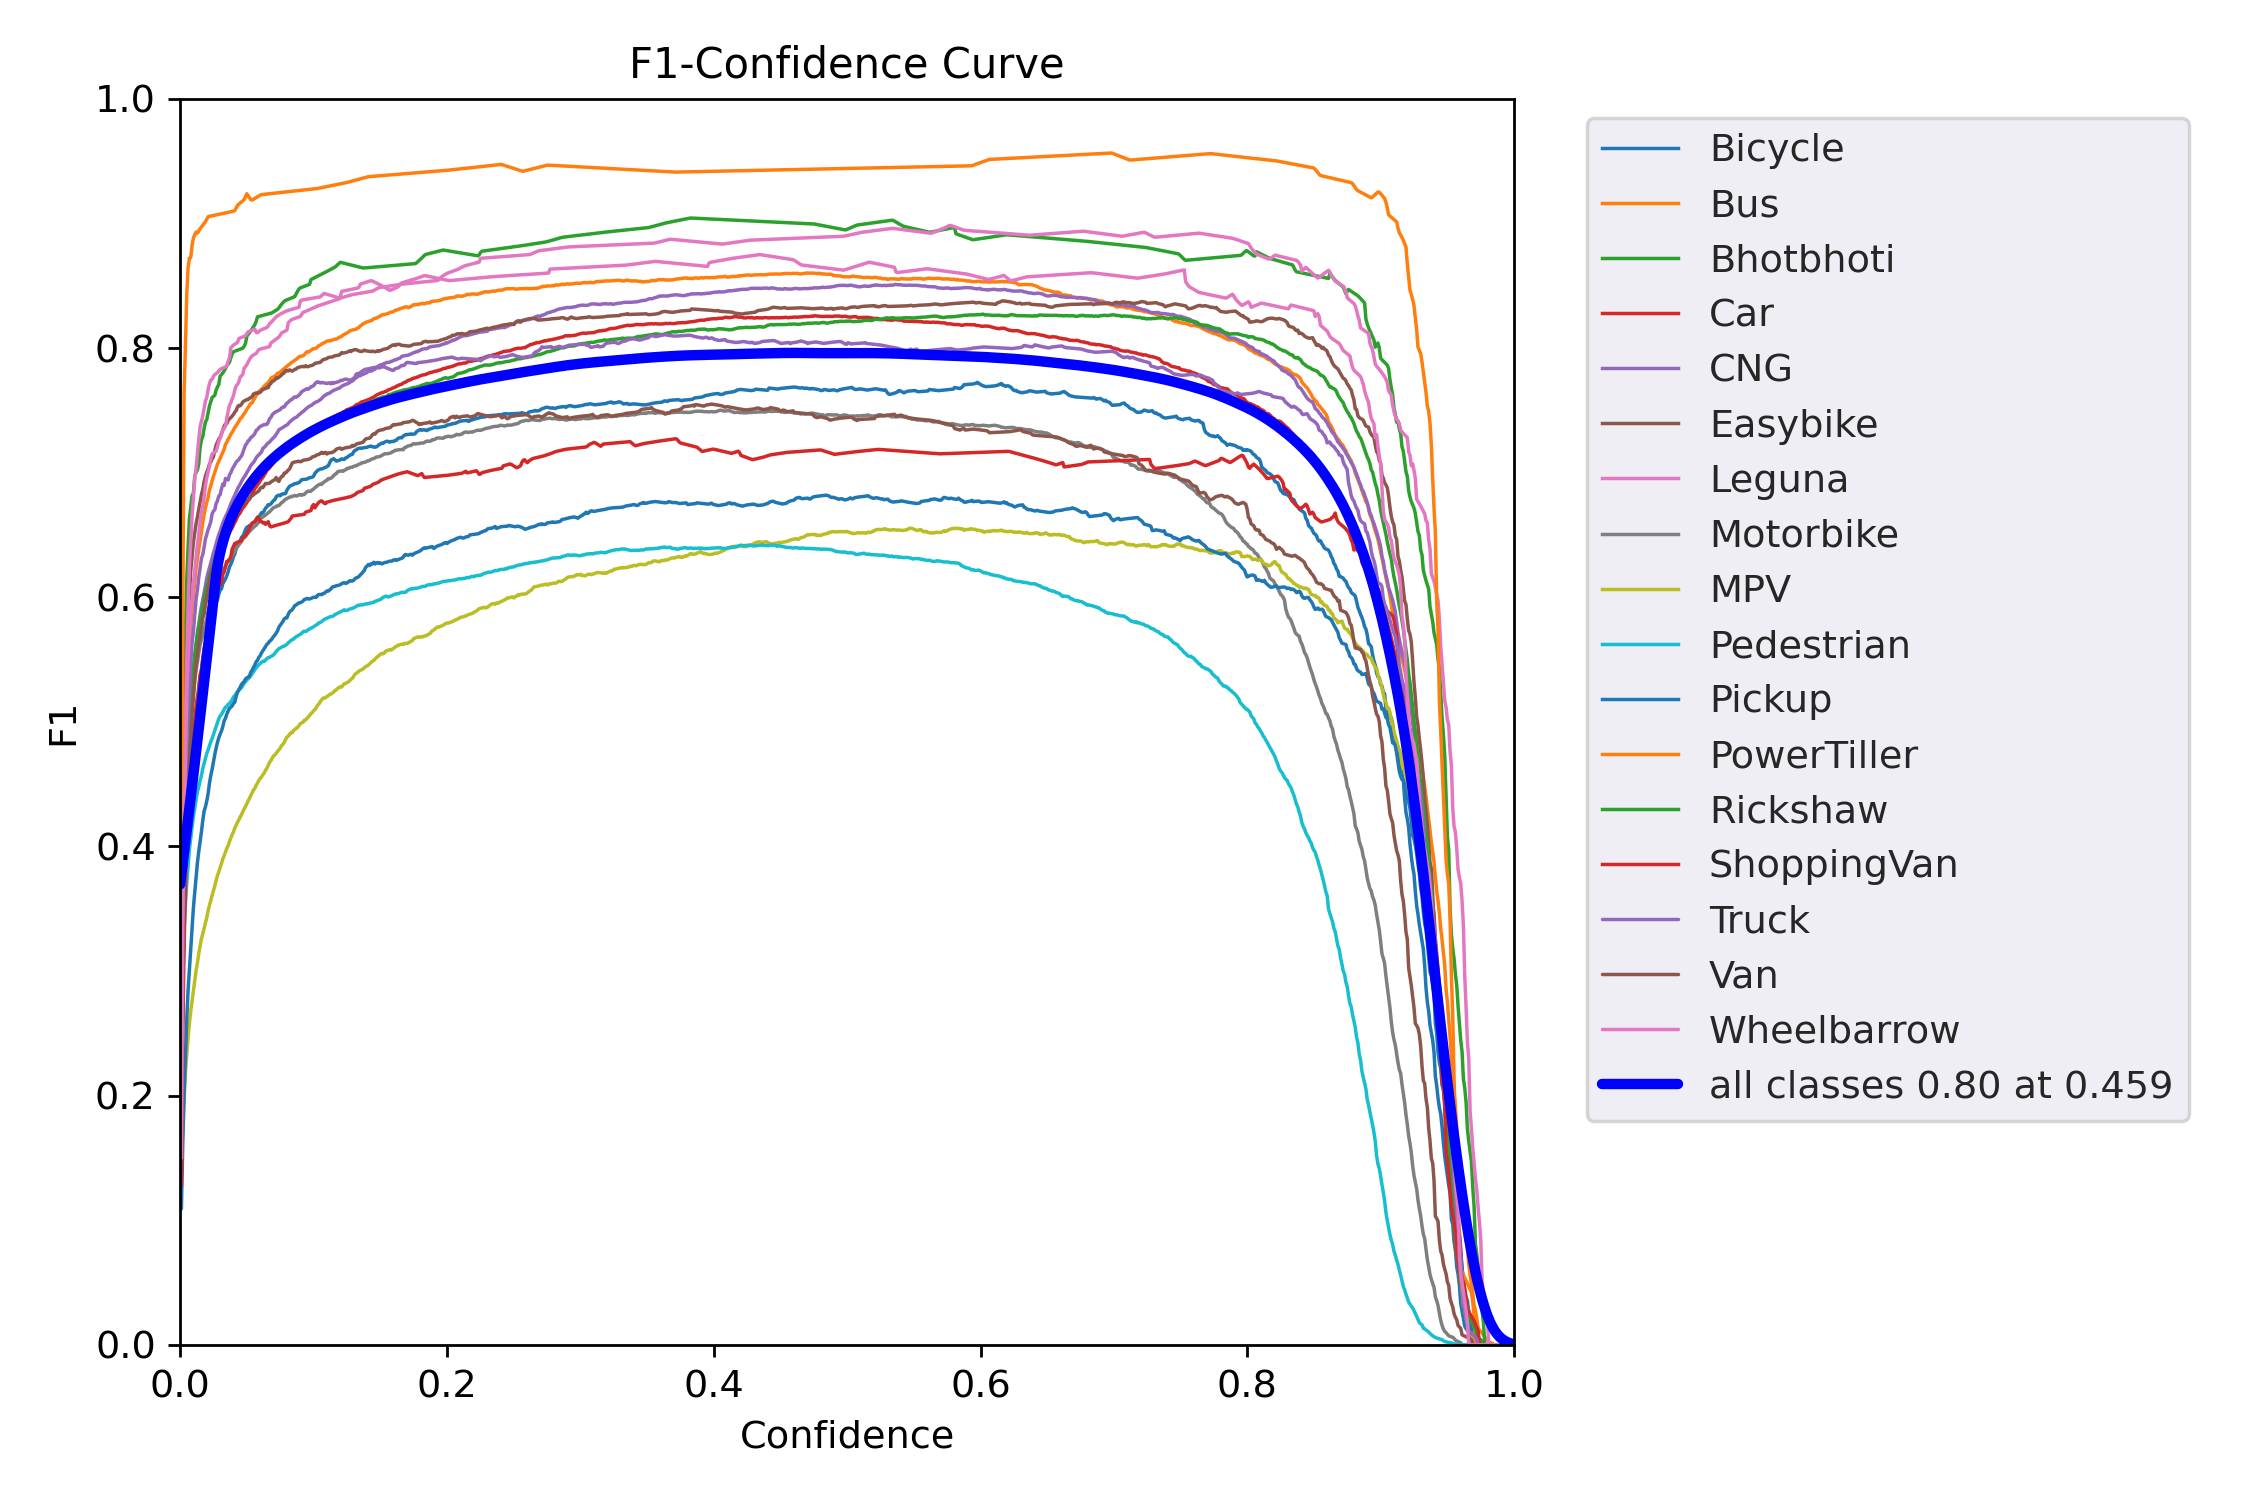 F1-Confidence Curve
1.0
0.8
0.6
0.4
0.2
0.0
F1
0.0 0.2 0.4 0.6 0.8 1.0
Confidence
Bicycle
Bus
Bhotbhoti
Car
CNG
Easybike
Leguna
Motorbike
MPV
Pedestrian
Pickup
PowerTiller
Rickshaw
ShoppingVan
Truck
Van
Wheelbarrow
all classes 0.80 at 0.459